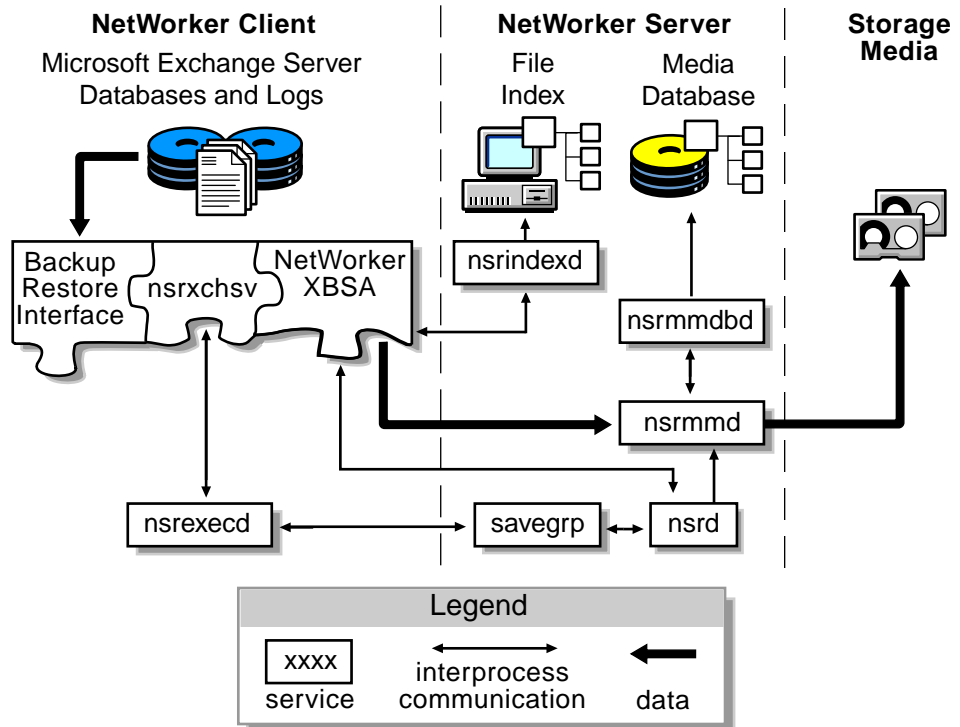 NetWorker Client
Microsoft Exchange Server
Databases and Logs
NetWorker Server
File
Index
Media
Database
Storage
Media
Backup
Restore
Interface
nsrxchsv
NetWorker
XBSA
nsrindexd
nsrmmdbd
nsrmmd
nsrexecd
savegrp
nsrd
Legend
xxxx
service
interprocess
communication
data